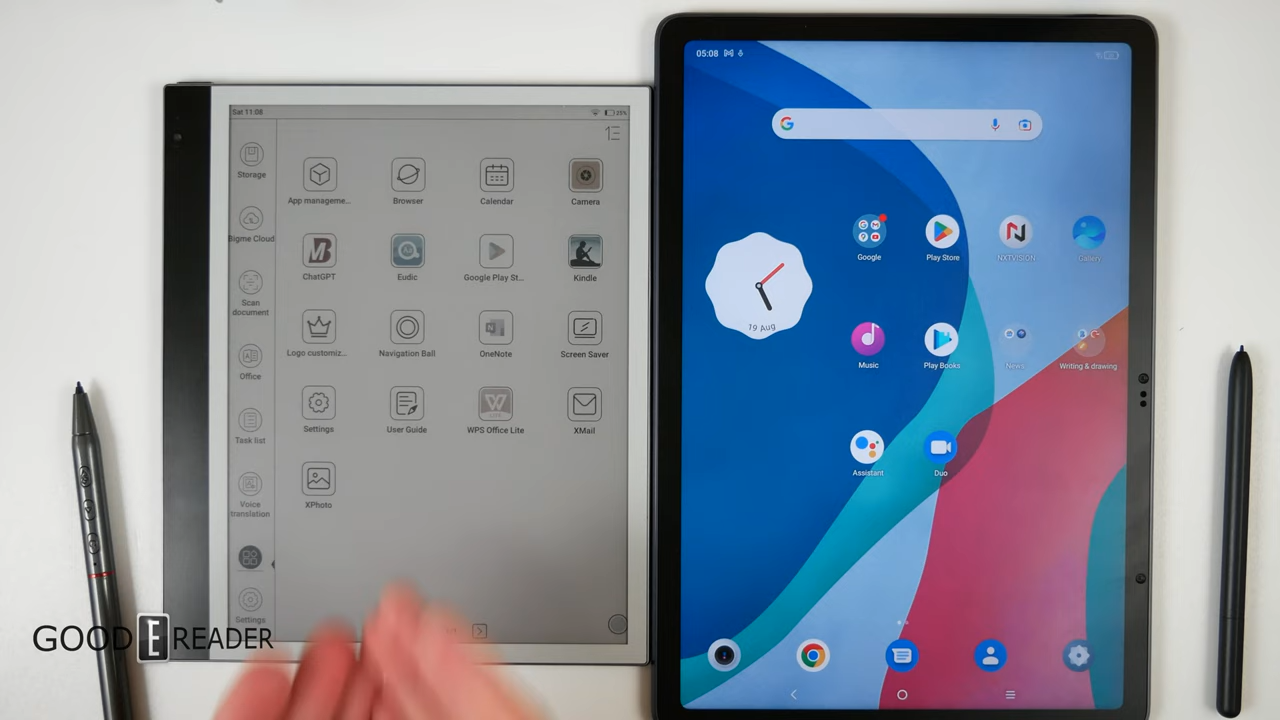 Sat 11:08
25%
Storage
Bigme Cloud
Scan
document
Office
Task list
Voice
translation
Settings
App manageme...
Browser
Calendar
Camera
ChatGPT
Eudic
Google Play St...
Kindle
Logo customiz...
Navigation Ball
OneNote
Screen Saver
Settings
User Guide
WPS Office Lite
XMail
XPhoto
GOOD E READER
05:08
19 Aug
Google
Play Store
NXTVISION
Gallery
Music
Play Books
News
Writing & drawing
Assistant
Duo